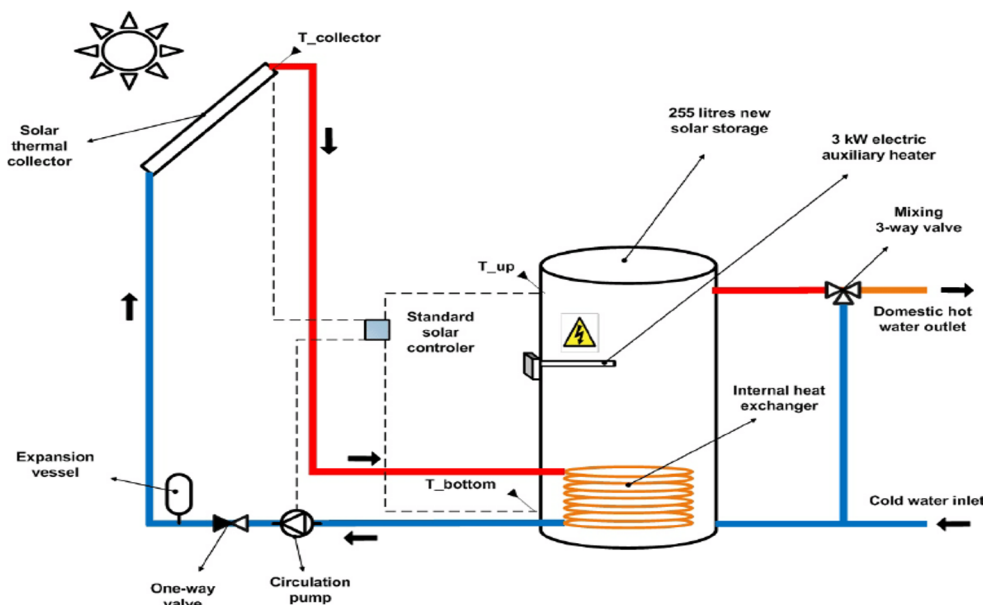 T_collector
Solar
thermal
collector
255 litres new
solar storage
3 kW electric
auxiliary heater
Mixing
3-way valve
T_up
Standard
solar
controler
Domestic hot
water outlet
Internal heat
exchanger
Expansion
vessel
T_bottom
Cold water inlet
One-way
valve
Circulation
pump